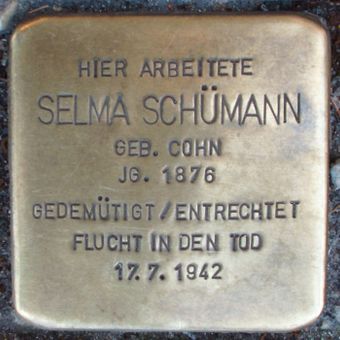 HIER ARBEITETE
SELMA SCHÜMANN
GEB. COHN
JG. 1876
GEDEMÜTIGT/ENTRECHTET
FLUCHT IN DEN TOD
17.7.1942